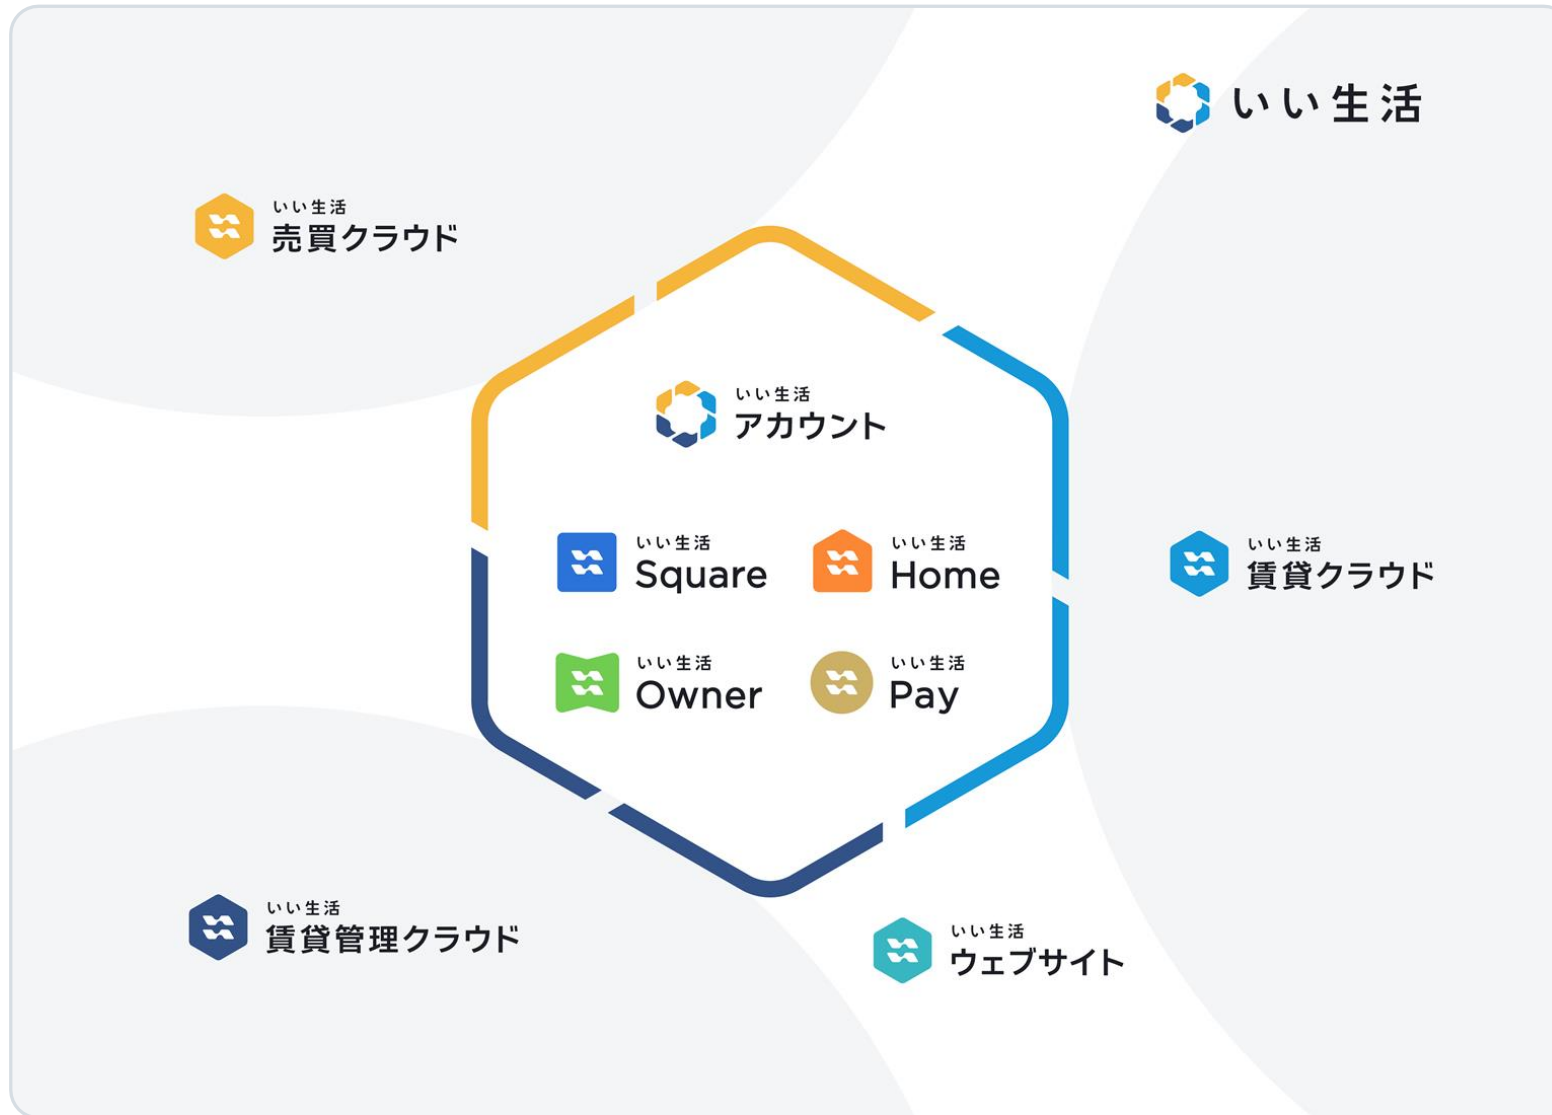 いい生活
いい生活
売買クラウド
いい生活
アカウント
いい生活
Square
いい生活
Home
いい生活
賃貸クラウド
いい生活
Owner
いい生活
Pay
いい生活
賃貸管理クラウド
いい生活
ウェブサイト